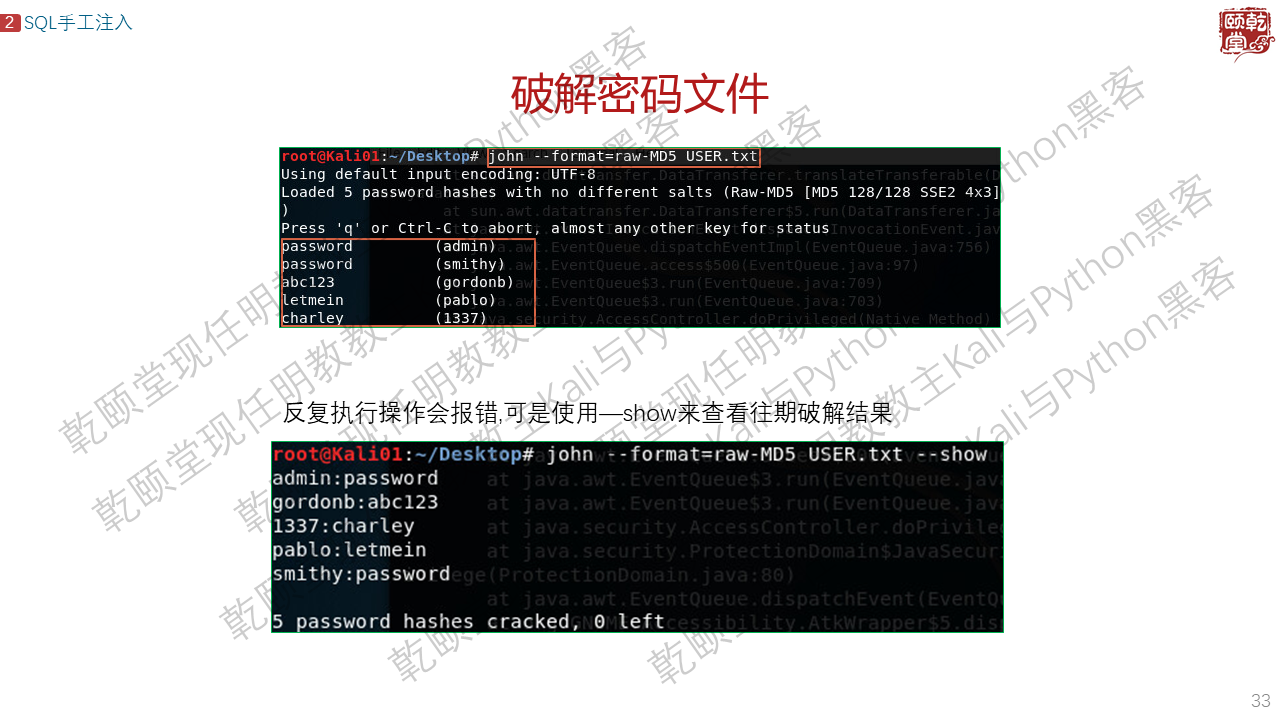 2 SQL手工注入
颐乾堂
破解密码文件
root@Kali01:~/Desktop# john --format=raw-MD5 USER.txt
Using default input encoding: UTF-8
Loaded 5 password hashes with no different salts (Raw-MD5 [MD5 128/128 SSE2 4x3]
)
Press 'q' or Ctrl-C to abort, almost any other key for status
password (admin)
password (smithy)
abc123 (gordonb)
letmein (pablo)
charley (1337)
反复执行操作会报错,可是使用—show来查看往期破解结果
root@Kali01:~/Desktop# john --format=raw-MD5 USER.txt --show
admin:password
gordonb:abc123
1337:charley
pablo:letmein
smithy:password
5 password hashes cracked, 0 left
乾颐堂现任明教教主Kali与Python黑客
33